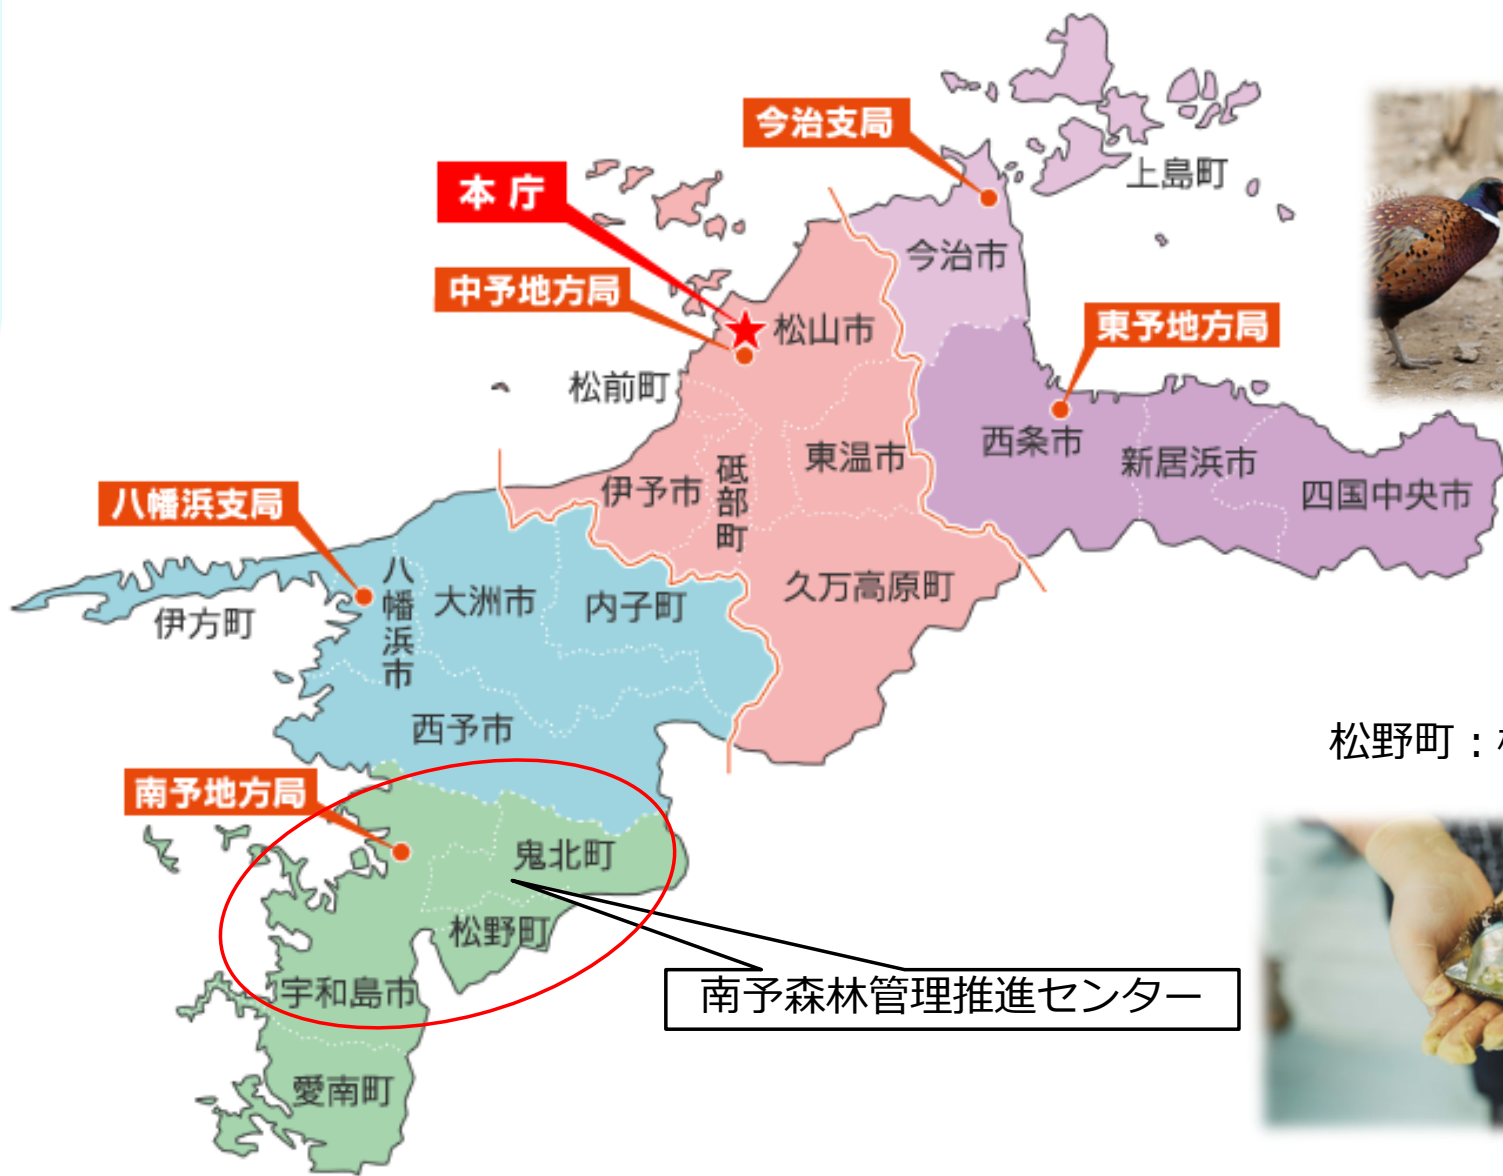 今治支局
上島町
本庁
今治市
中予地方局
松山市
東予地方局
松前町
西条市
東温市
新居浜市
伊予市
砥部町
四国中央市
八幡浜支局
久万高原町
八幡浜市
大洲市
内子町
伊方町
西予市
松野町：
南予地方局
鬼北町
松野町
南予森林管理推進センター
宇和島市
愛南町